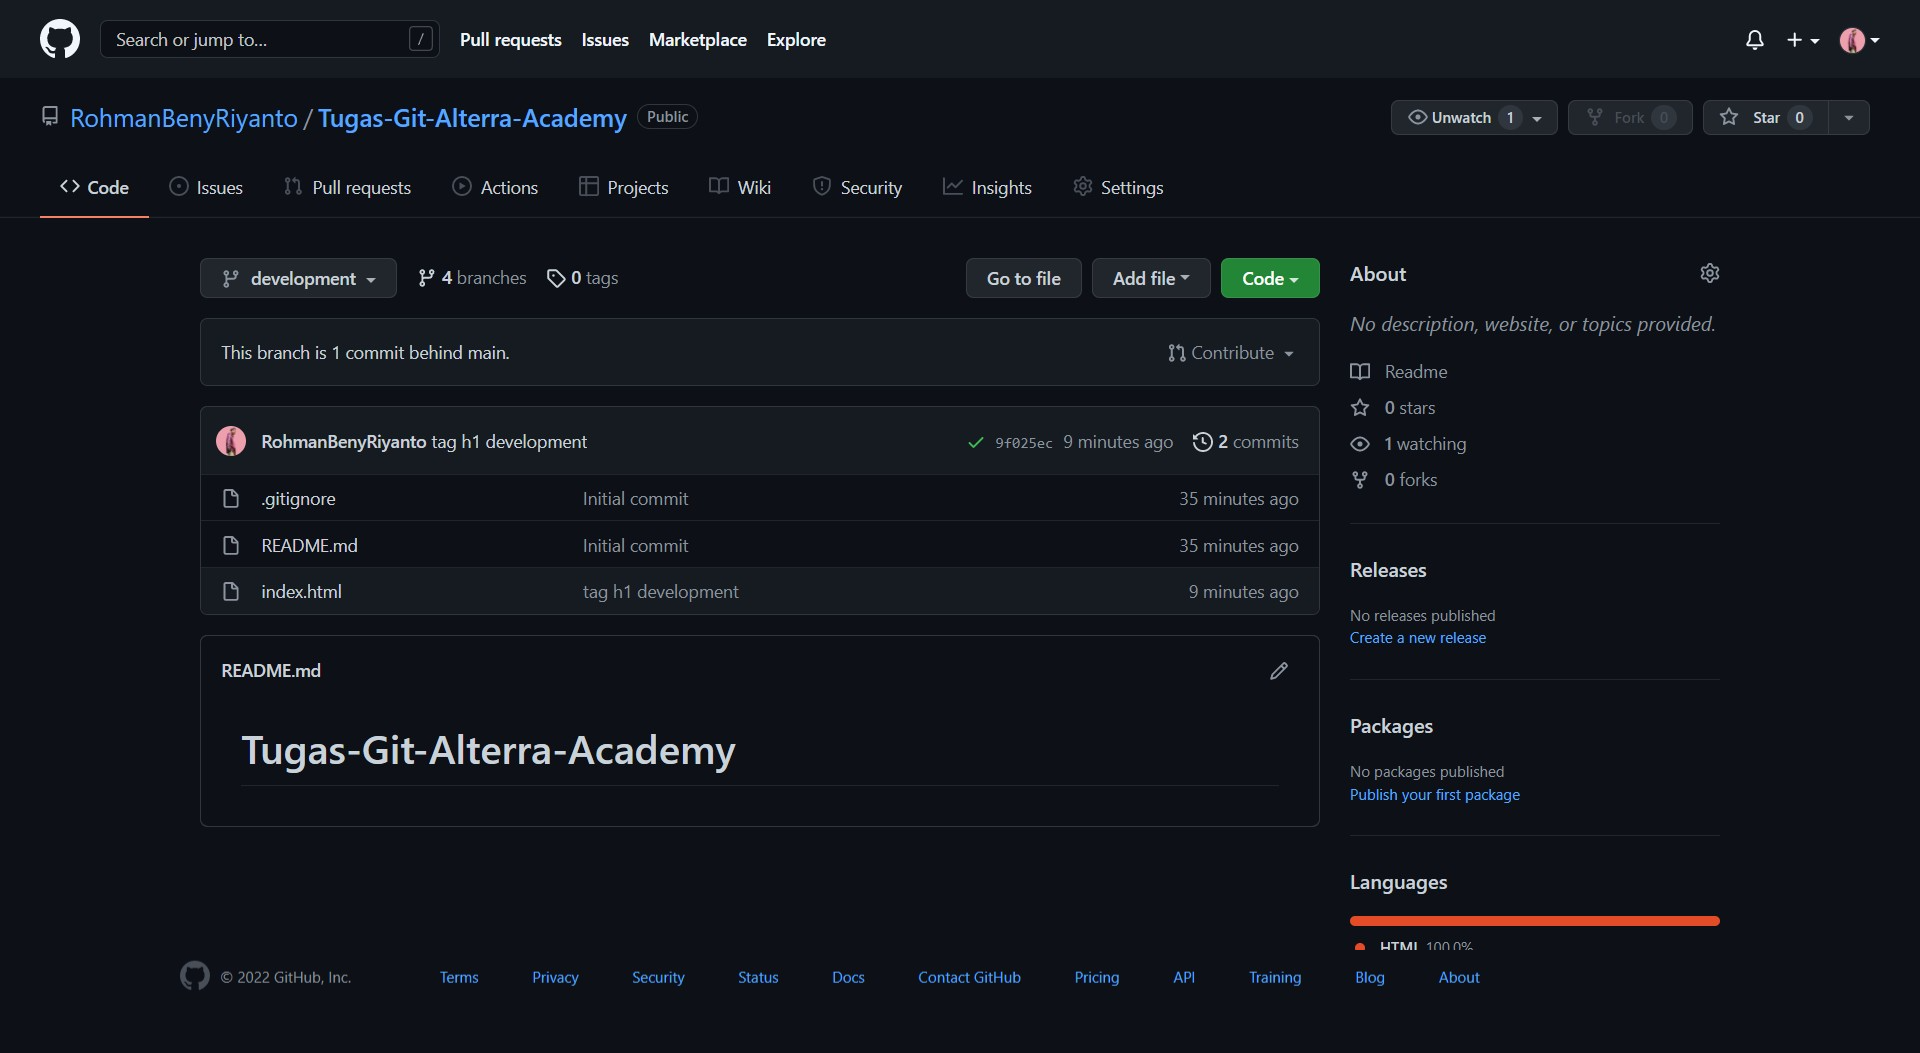 Search or jump to... /
Pull requests Issues Marketplace Explore
RohmanBenyRiyanto / Tugas-Git-Alterra-Academy Public
Unwatch 1 Fork 0 Star 0
Code Issues Pull requests Actions Projects Wiki Security Insights Settings
development 4 branches 0 tags Go to file Add file Code
This branch is 1 commit behind main. Contribute
RohmanBenyRiyanto tag h1 development 9f025ec 9 minutes ago 2 commits
.gitignore Initial commit 35 minutes ago
README.md Initial commit 35 minutes ago
index.html tag h1 development 9 minutes ago
README.md
Tugas-Git-Alterra-Academy
About
No description, website, or topics provided.
Readme
0 stars
1 watching
0 forks
Releases
No releases published
Create a new release
Packages
No packages published
Publish your first package
Languages
HTML 100.0%
© 2022 GitHub, Inc. Terms Privacy Security Status Docs Contact GitHub Pricing API Training Blog About